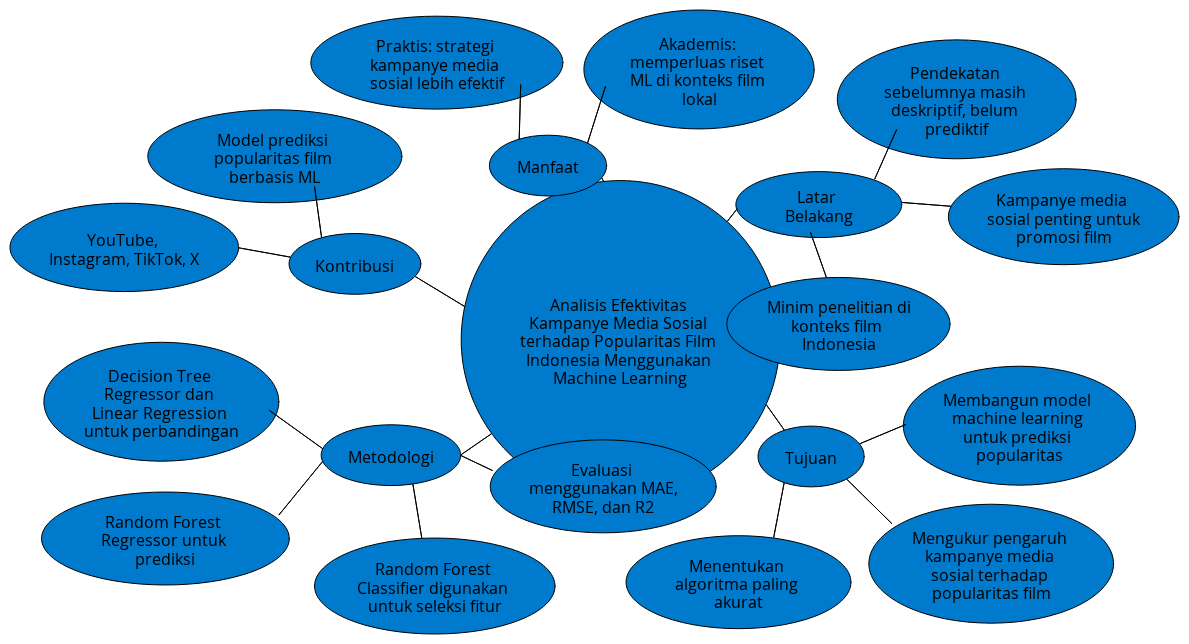 Praktis: strategi
kampanye media
sosial lebih efektif
Akademis:
memperluas riset
ML di konteks film
lokal
Pendekatan
sebelumnya masih
deskriptif, belum
prediktif
Model prediksi
popularitas film
berbasis ML
Manfaat
Latar
Belakang
Kampanye media
sosial penting untuk
promosi film
YouTube,
Instagram, TikTok, X
Kontribusi
Analisis Efektivitas
Kampanye Media Sosial
terhadap Popularitas Film
Indonesia Menggunakan
Machine Learning
Minim penelitian di
konteks film
Indonesia
Decision Tree
Regressor dan
Linear Regression
untuk perbandingan
Metodologi
Evaluasi
menggunakan MAE,
RMSE, dan R2
Tujuan
Membangun model
machine learning
untuk prediksi
popularitas
Random Forest
Regressor untuk
prediksi
Random Forest
Classifier digunakan
untuk seleksi fitur
Menentukan
algoritma paling
akurat
Mengukur pengaruh
kampanye media
sosial terhadap
popularitas film